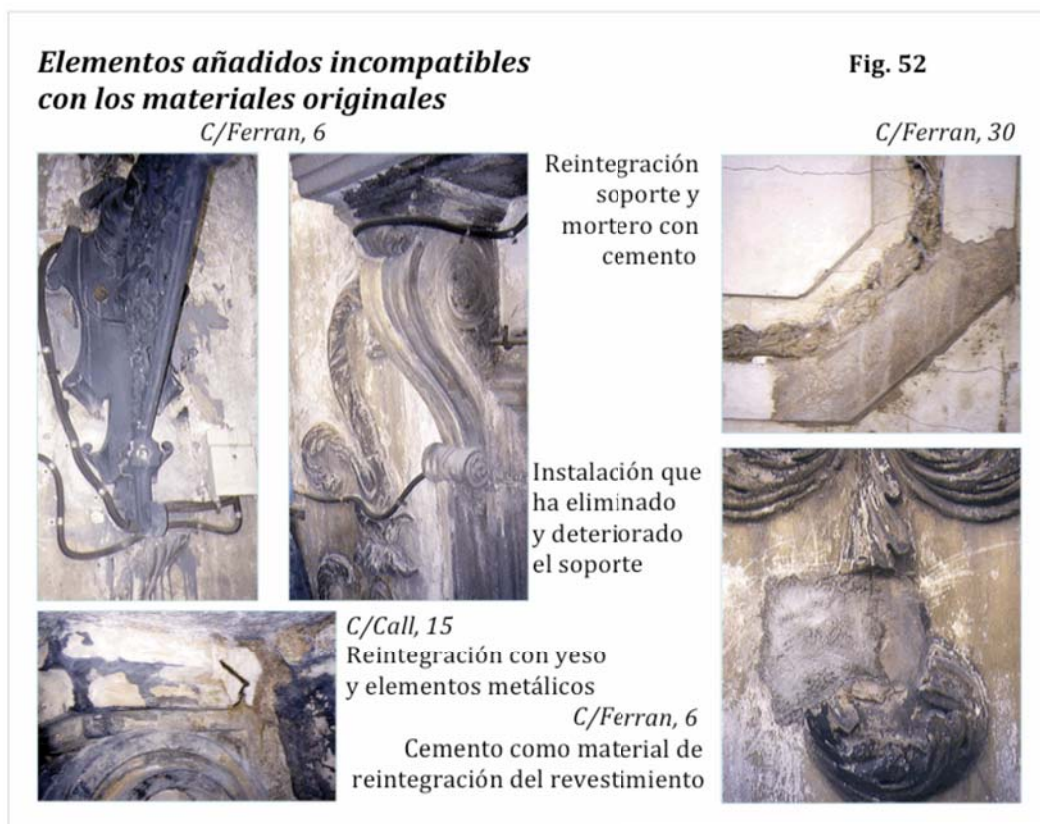 Elementos añadidos incompatibles
con los materiales originales
Fig. 52
C/Ferran, 6
C/Ferran, 30
Reintegración
soporte y
mortero con
cemento
Instalación que
ha eliminado
y deteriorado
el soporte
C/Call, 15
Reintegración con yeso
y elementos metálicos
C/Ferran, 6
Cemento como material de
reintegración del revestimiento